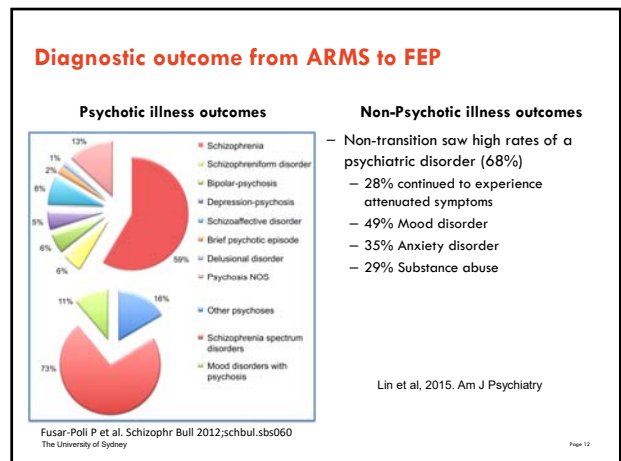 Diagnostic outcome from ARMS to FEP
Psychotic illness outcomes
13%
1%
2%
8%
5%
6%
6%
59%
Schizophrenia
Schizophreniform disorder
Bipolar-psychosis
Depression-psychosis
Schizoaffective disorder
Brief psychotic episode
Delusional disorder
Psychosis NOS
11%
16%
73%
Other psychoses
Schizophrenia spectrum
disorders
Mood disorders with
psychosis
Fusar-Poli P et al. Schizophr Bull 2012;schbul.sbs060
Non-Psychotic illness outcomes
– Non-transition saw high rates of a
psychiatric disorder (68%)
– 28% continued to experience
attenuated symptoms
– 49% Mood disorder
– 35% Anxiety disorder
– 29% Substance abuse
Lin et al, 2015. Am J Psychiatry
The University of Sydney
Page 12